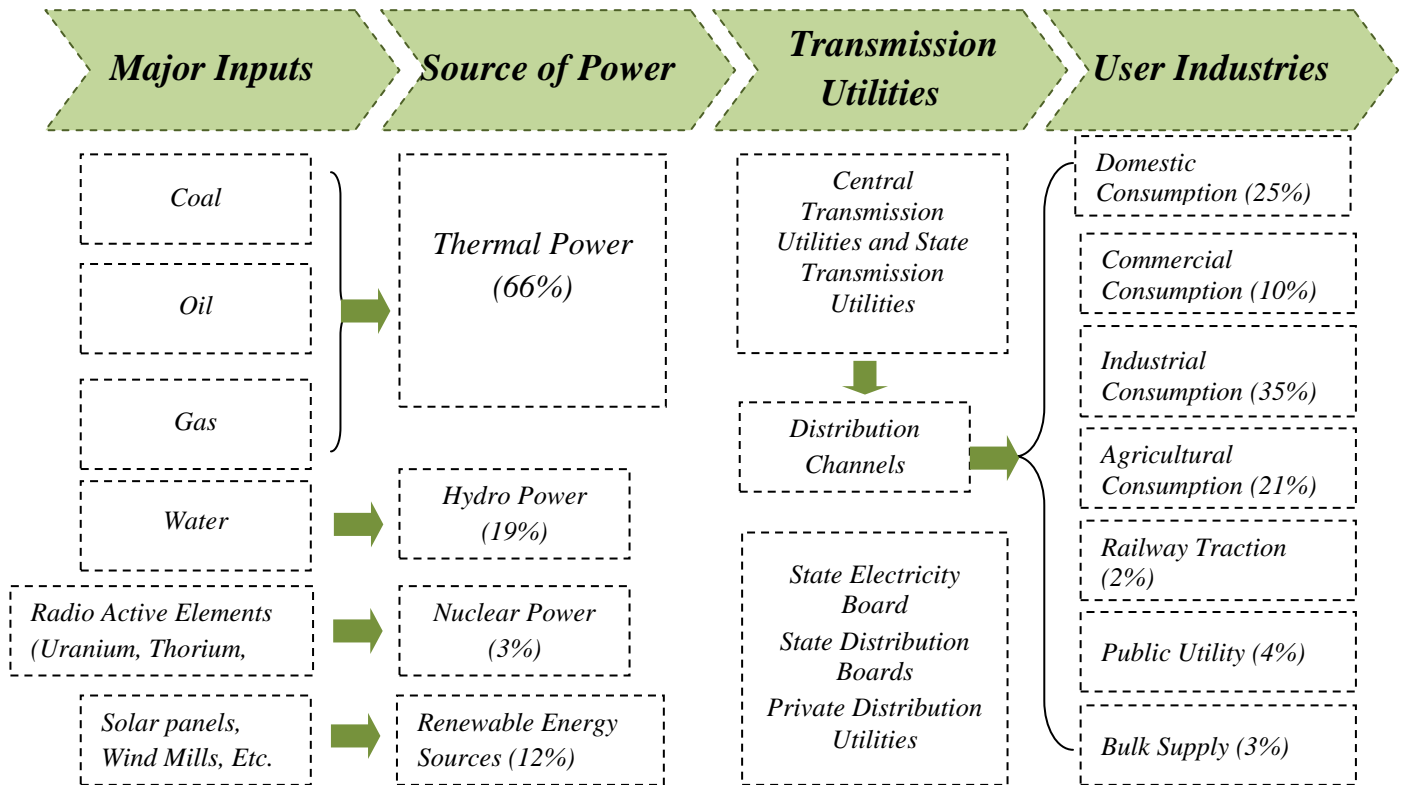 Major Inputs
Source of Power
Transmission
Utilities
User Industries
Coal
Oil
Gas
Water
Radio Active Elements
(Uranium, Thorium,
Solar panels,
Wind Mills, Etc.
Thermal Power
(66%)
Hydro Power
(19%)
Nuclear Power
(3%)
Renewable Energy
Sources (12%)
Central
Transmission
Utilities and State
Transmission
Utilities
Distribution
Channels
State Electricity
Board
State Distribution
Boards
Private Distribution
Utilities
Domestic
Consumption (25%)
Commercial
Consumption (10%)
Industrial
Consumption (35%)
Agricultural
Consumption (21%)
Railway Traction
(2%)
Public Utility (4%)
Bulk Supply (3%)